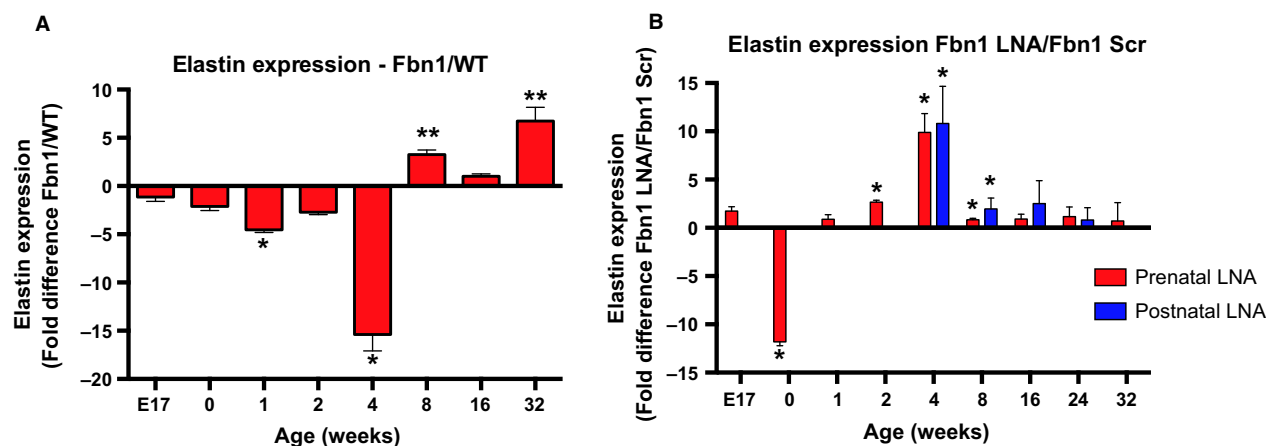 A
Elastin expression - Fbn1/WT
Elastin expression
(Fold difference Fbn1/WT)
10
5
0
–5
–10
–15
–20
*
*
**
**
E17 0 1 2 4 8 16 32
Age (weeks)
B
Elastin expression Fbn1 LNA/Fbn1 Scr
Elastin expression
(Fold difference Fbn1 LNA/Fbn1 Scr)
15
10
5
0
–5
–10
–15
*
*
*
*
*
*
Prenatal LNA
Postnatal LNA
E17 0 1 2 4 8 16 24 32
Age (weeks)